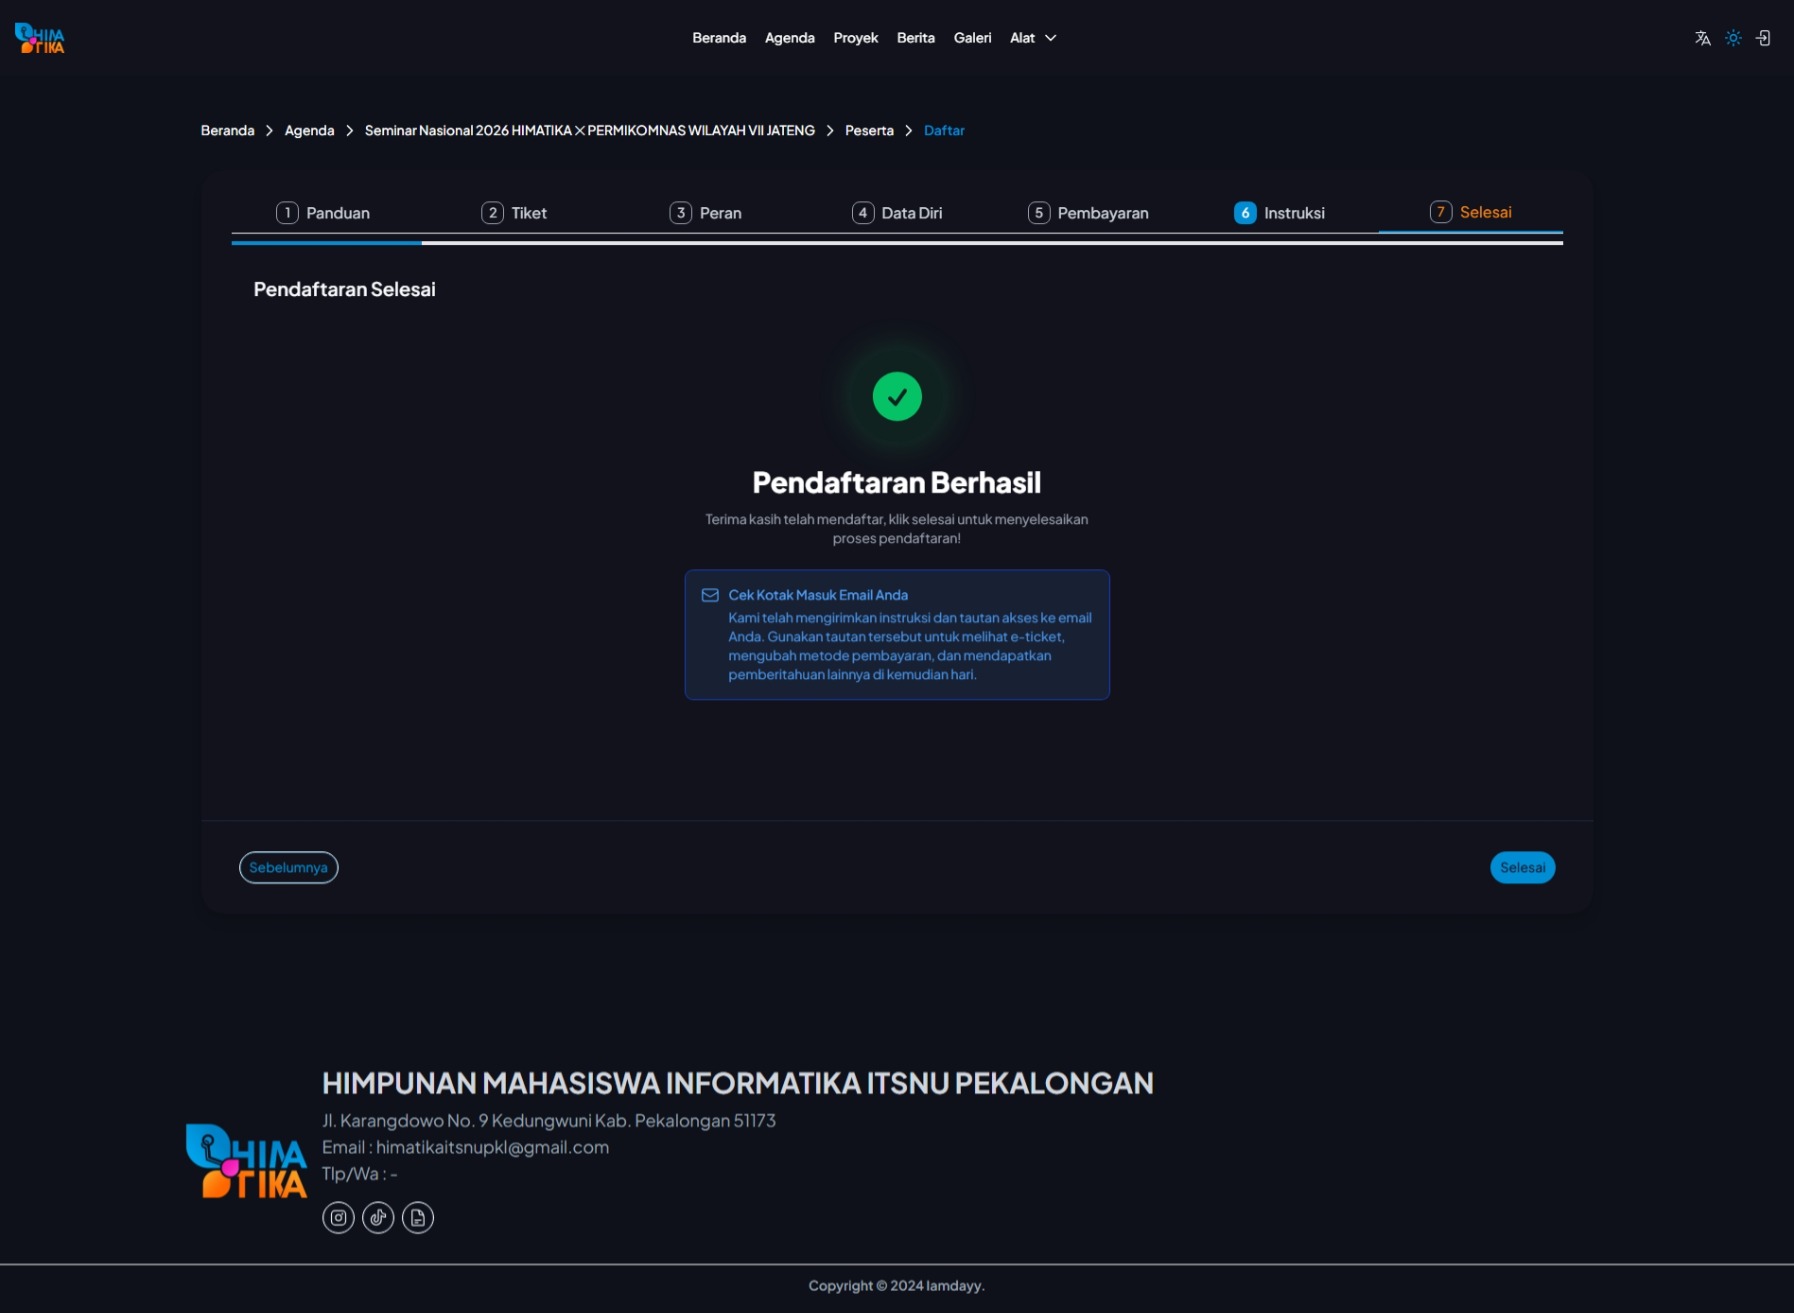 HIMATIKA
Beranda Agenda Proyek Berita Galeri Alat
Beranda > Agenda > Seminar Nasional 2026 HIMATIKA X PERMIKOMNAS WILAYAH VII JATENG > Peserta > Daftar
1 Panduan 2 Tiket 3 Peran 4 Data Diri 5 Pembayaran 6 Instruksi 7 Selesai
Pendaftaran Selesai
Pendaftaran Berhasil
Terima kasih telah mendaftar, klik selesai untuk menyelesaikan
proses pendaftaran!
Cek Kotak Masuk Email Anda
Kami telah mengirimkan instruksi dan tautan akses ke email
Anda. Gunakan tautan tersebut untuk melihat e-ticket,
mengubah metode pembayaran, dan mendapatkan
pemberitahuan lainnya di kemudian hari.
Sebelumnya Selesai
HIMPUNAN MAHASISWA INFORMATIKA ITSNU PEKALONGAN
Jl. Karangdowo No. 9 Kedungwuni Kab. Pekalongan 51173
Email : himatikaitsnupkl@gmail.com
Tlp/Wa : -
HIMA
TIKA
Copyright © 2024 Iamdayy.